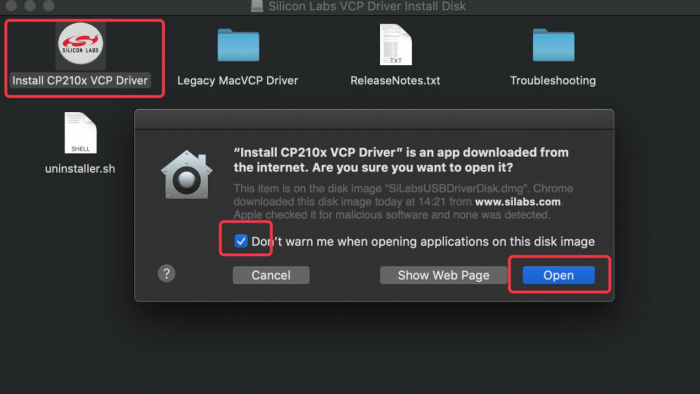 Silicon Labs VCP Driver Install Disk
SILICON LABS
TXT
Install CP210x VCP Driver
Legacy MacVCP Driver
ReleaseNotes.txt
Troubleshooting
SHELL
uninstaller.sh
“Install CP210x VCP Driver” is an app downloaded from
the internet. Are you sure you want to open it?
This item is on the disk image “SiLabsUSBDriverDisk.dmg”. Chrome
downloaded this disk image today at 14:21 from www.silabs.com.
Apple checked it for malicious software and none was detected.
Don’t warn me when opening applications on this disk image
?
Cancel
Show Web Page
Open